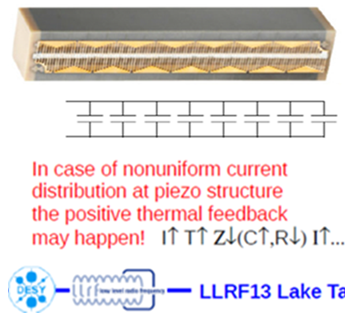 In case of nonuniform current
distribution at piezo structure
the positive thermal feedback
may happen! I↑ T↑ Z↓(C↑,R↓) I↑...
DESY
llrf low level radio frequency
LLRF13 Lake Ta